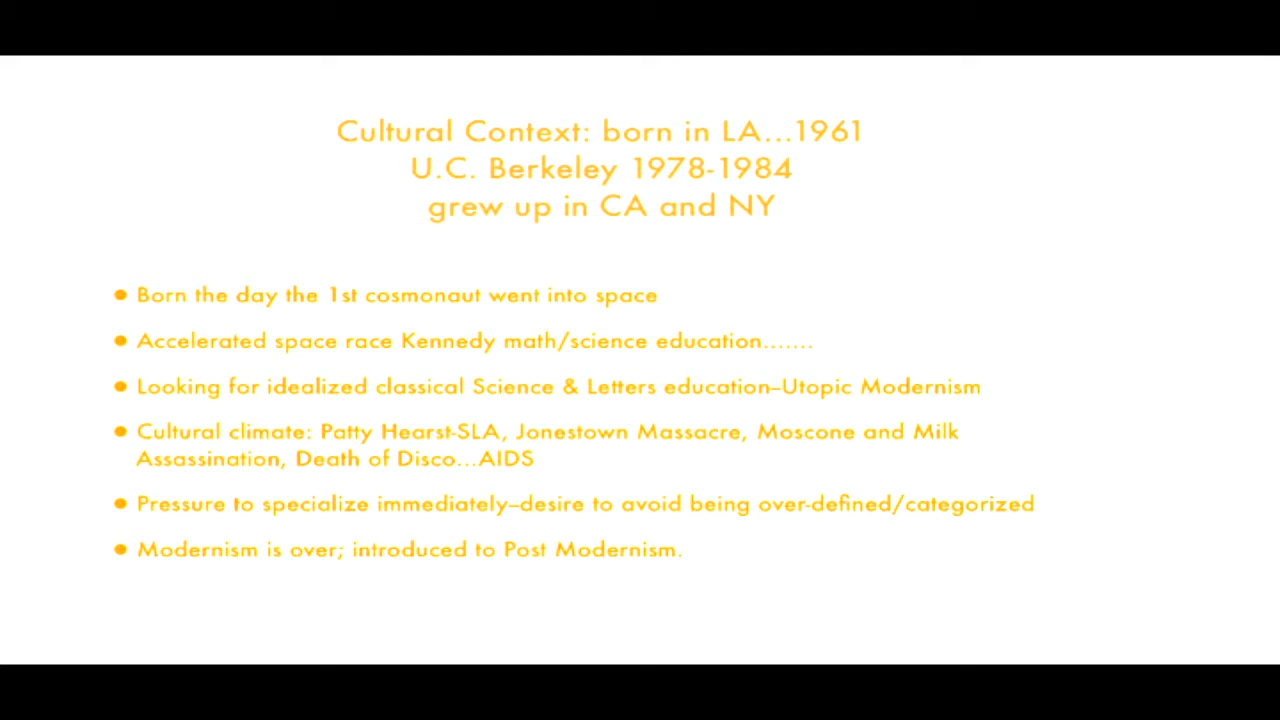 Cultural Context: born in LA...1961
U.C. Berkeley 1978-1984
grew up in CA and NY
• Born the day the 1st cosmonaut went into space
• Accelerated space race Kennedy math/science education.......
• Looking for idealized classical Science & Letters education–Utopic Modernism
• Cultural climate: Patty Hearst-SLA, Jonestown Massacre, Moscone and Milk
Assassination, Death of Disco...AIDS
• Pressure to specialize immediately–desire to avoid being over-defined/categorized
• Modernism is over; introduced to Post Modernism.